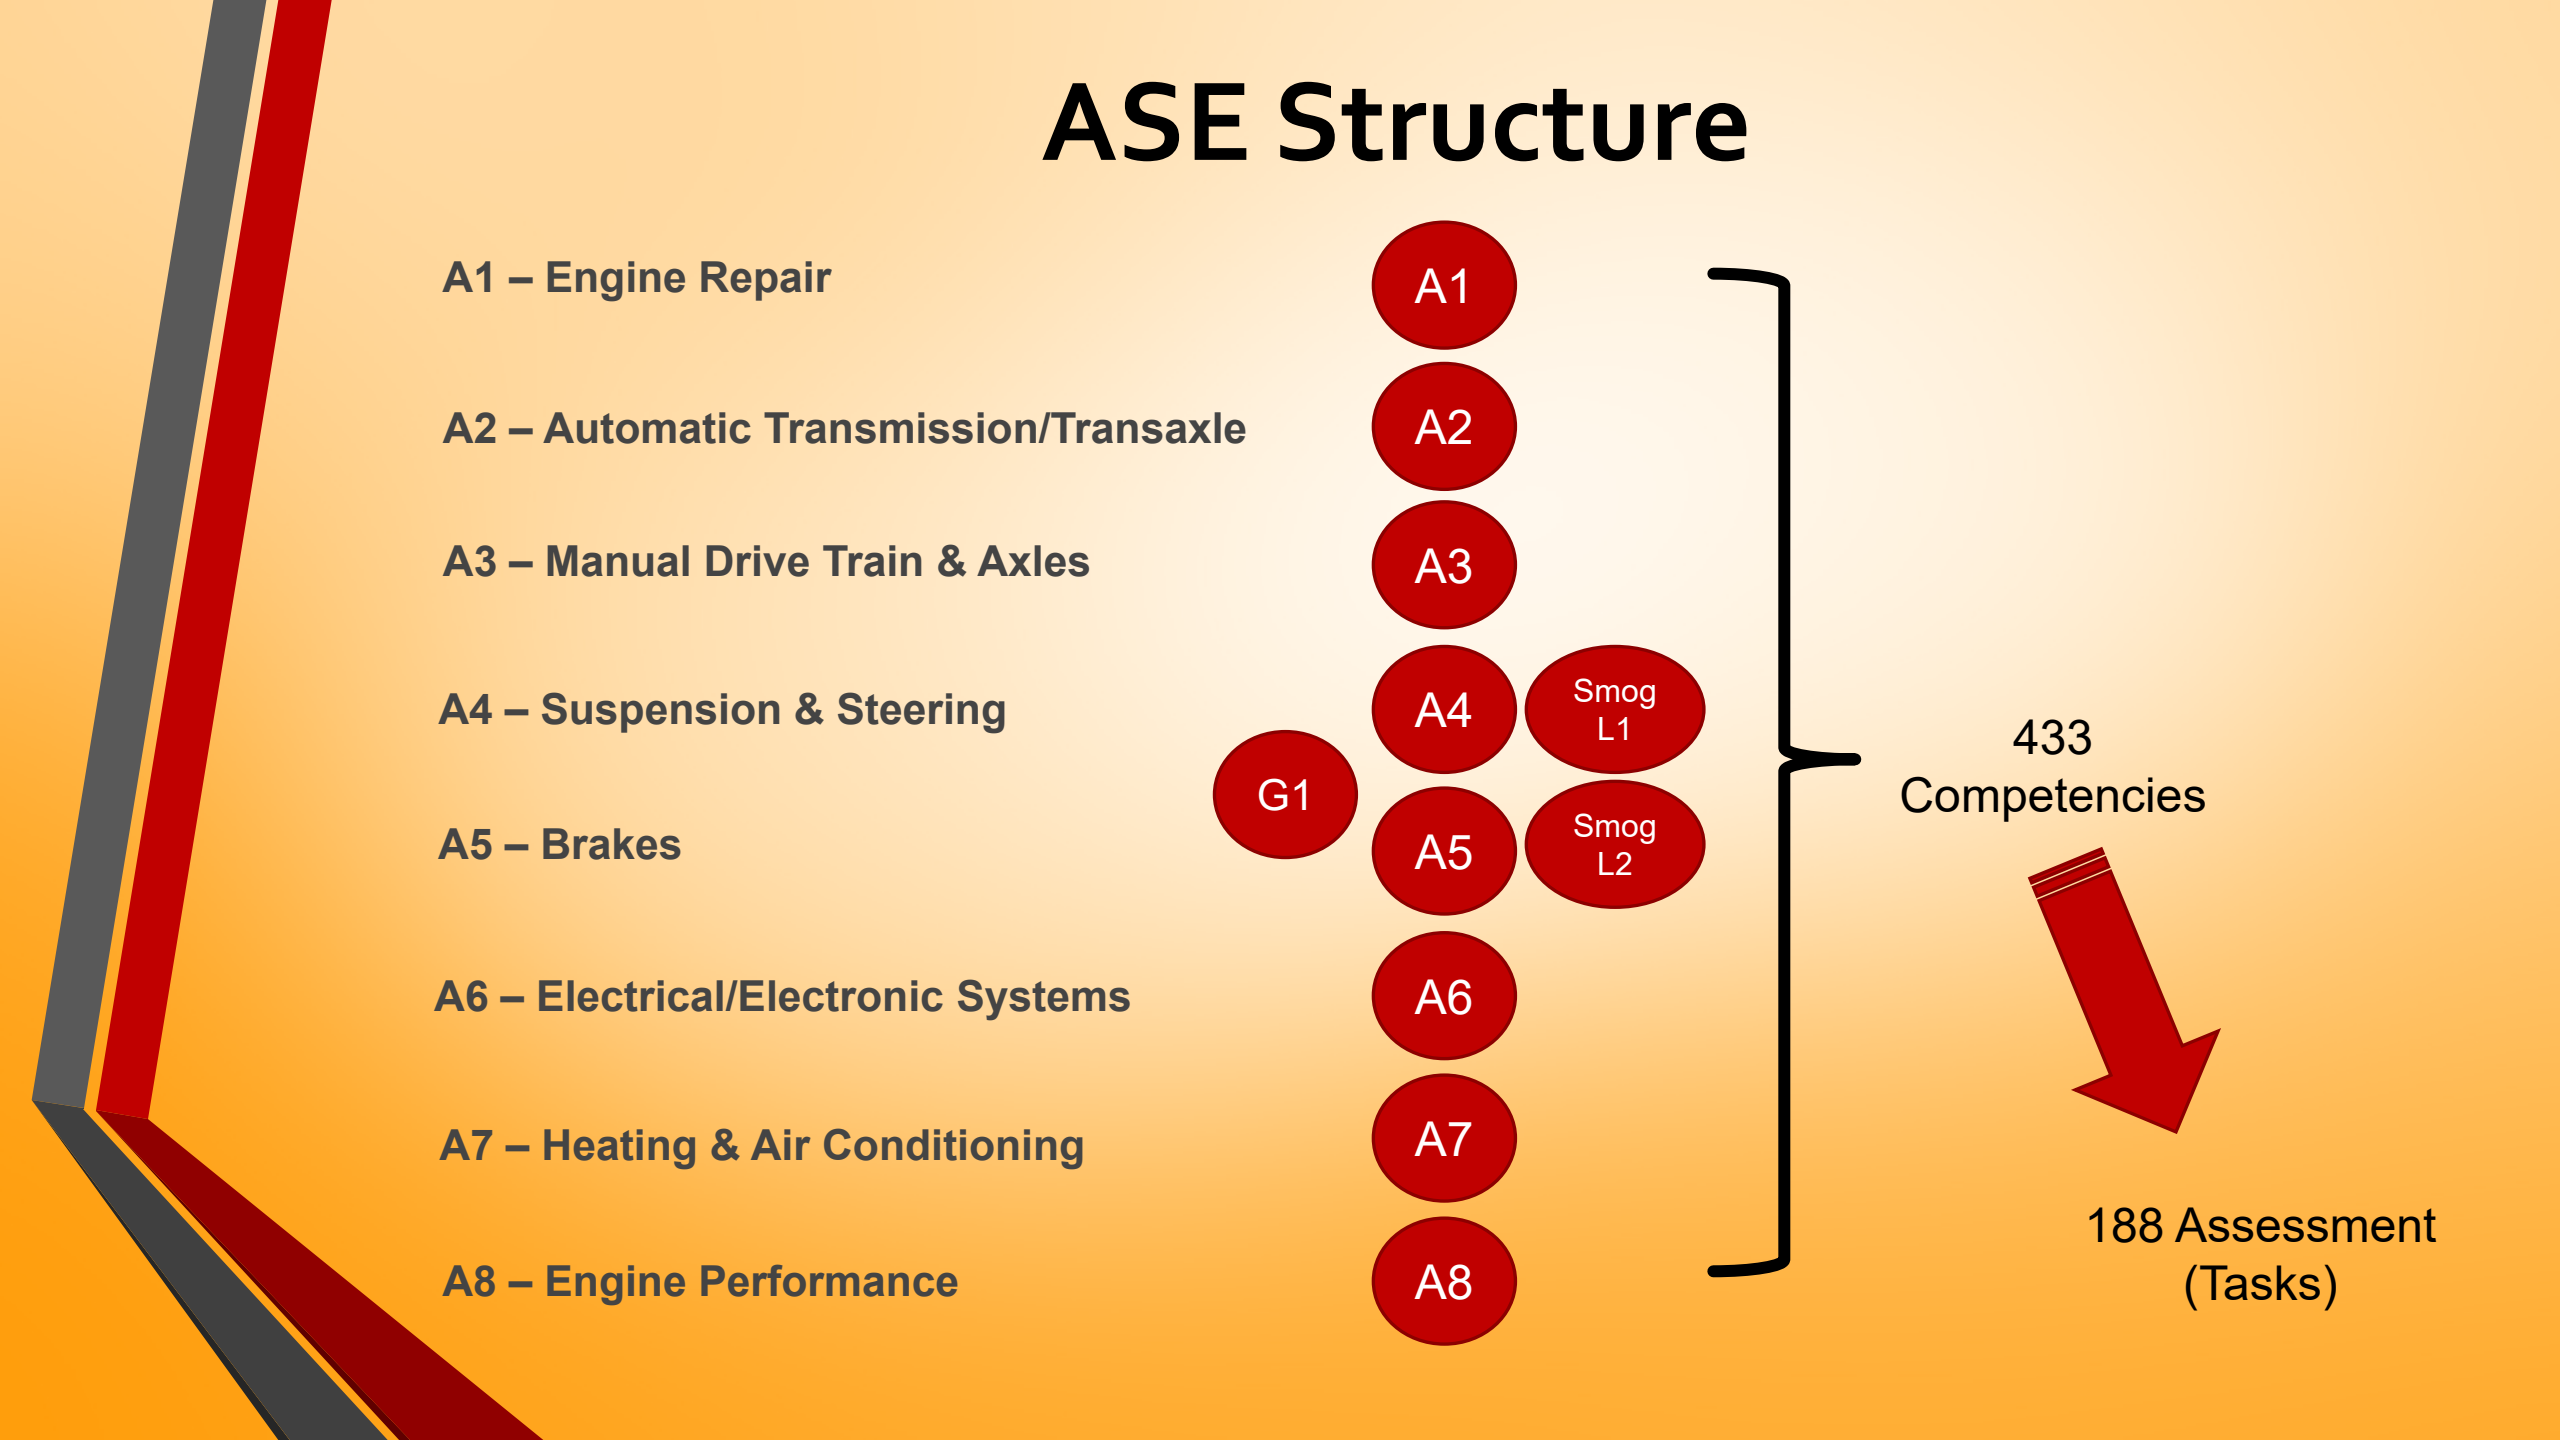 ASE Structure
A1 – Engine Repair
A1
A2 – Automatic Transmission/Transaxle
A2
A3 – Manual Drive Train & Axles
A3
A4 – Suspension & Steering
A4
Smog
L1
G1
A5 – Brakes
A5
Smog
L2
A6 – Electrical/Electronic Systems
A6
A7 – Heating & Air Conditioning
A7
A8 – Engine Performance
A8
433
Competencies
188 Assessment
(Tasks)